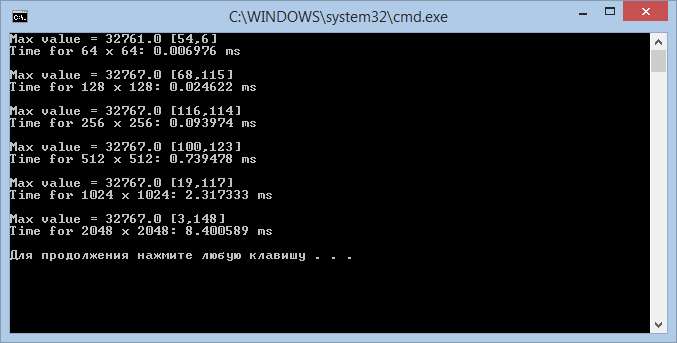 C:\WINDOWS\system32\cmd.exe
Max value = 32761.0 [54,6]
Time for 64 x 64: 0.006976 ms
Max value = 32767.0 [68,115]
Time for 128 x 128: 0.024622 ms
Max value = 32767.0 [116,114]
Time for 256 x 256: 0.093974 ms
Max value = 32767.0 [100,123]
Time for 512 x 512: 0.739478 ms
Max value = 32767.0 [19,117]
Time for 1024 x 1024: 2.317333 ms
Max value = 32767.0 [3,148]
Time for 2048 x 2048: 8.400589 ms
Для продолжения нажмите любую клавишу . . .